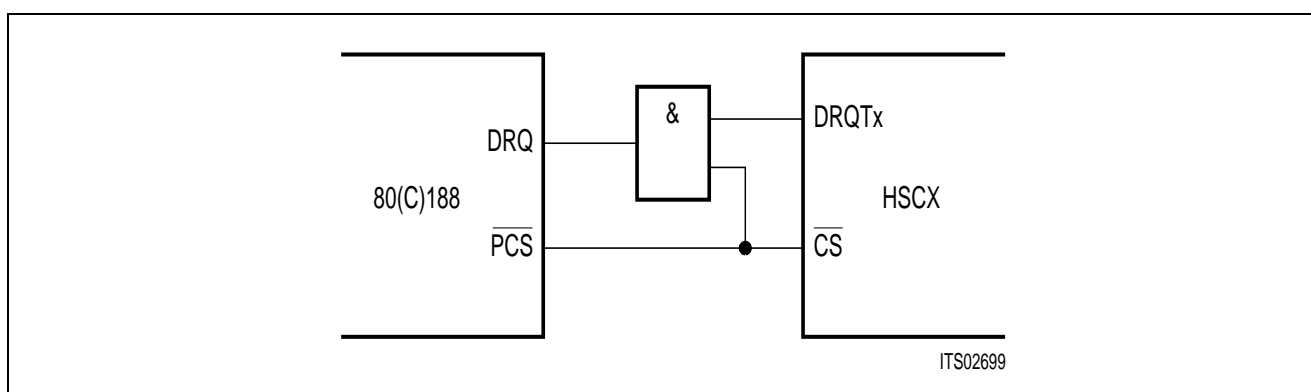 &
DRQTx
DRQ
80(C)188
HSCX
PCS
CS
ITS02699